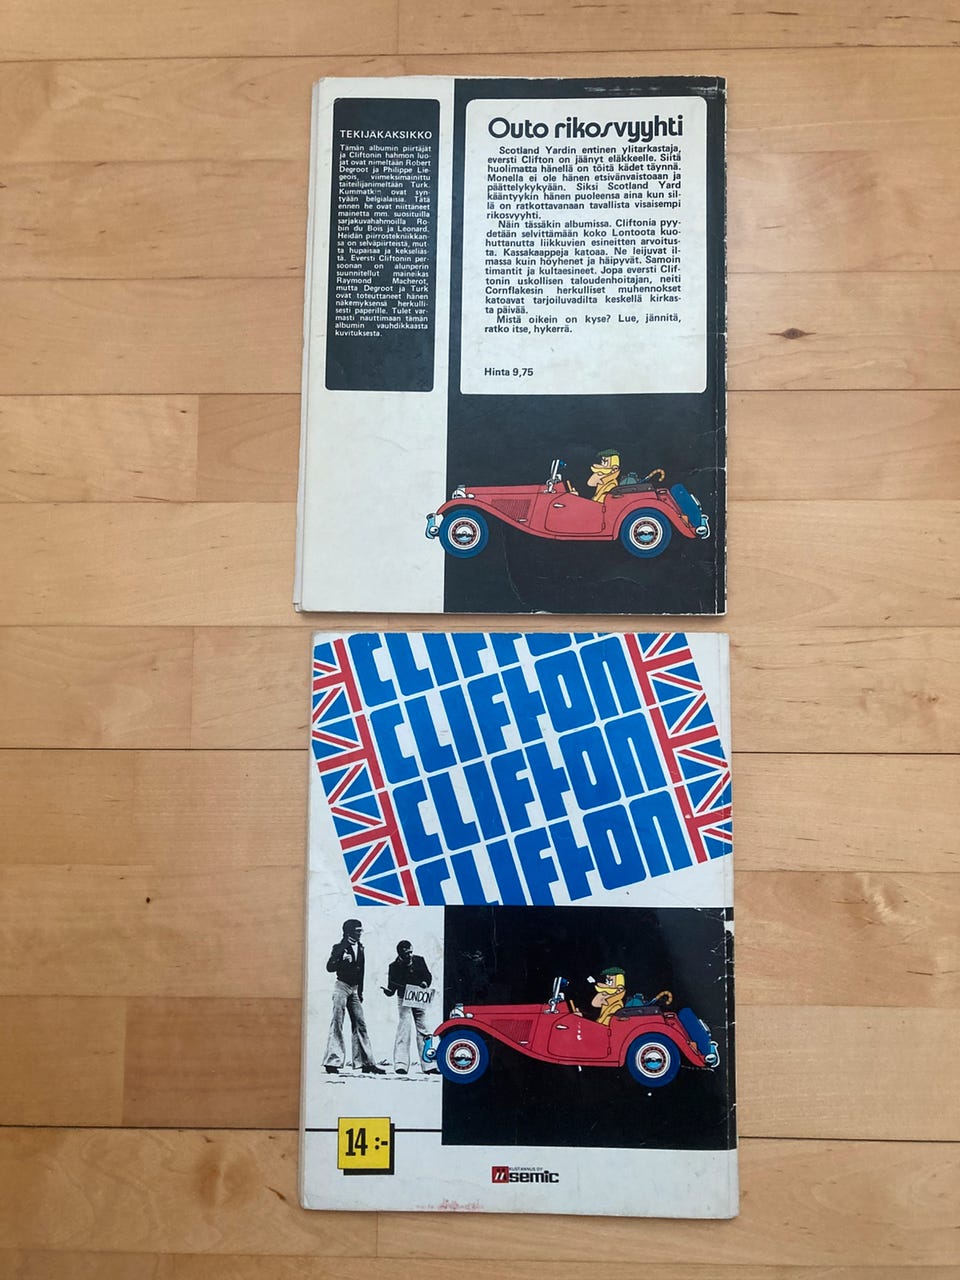 TEKIJÄKAKSIKKO
Tämän albumin piirtäjät
ja Cliftonin hahmon luo-
jat ovat nimeltään Robert
Degroot ja Philippe Lie-
geois, viimeksimainittu
taiteilijanimeltään Turk.
Kummatkin ovat syn-
tyään belgialaisia. Tätä
ennen he ovat niittäneet
mainetta mm. suosituilla
sarjakuvahahmoilla Ro-
bin du Bois ja Leonard.
Heidän piirrostekniikkan-
sa on selväpiirteistä, mut-
ta hupaisaa ja kekseliäs-
tä. Eversti Cliftonin per-
soonan on alunperin
suunnitellut maineikas
Raymond Macherot,
mutta Degroot ja Turk
ovat toteuttaneet hänen
näkemyksensä herkulli-
sesti paperille. Tulet var-
masti nauttimaan tämän
albumin vauhdikkaasta
kuvituksesta.
Outo rikosvyyhti
Scotland Yardin entinen ylitarkastaja,
eversti Clifton on jäänyt eläkkeelle. Siitä
huolimatta hänellä on töitä kädet täynnä.
Monella ei ole hänen etsivänvaistoaan ja
päättelykykyään. Siksi Scotland Yard
kääntyykin hänen puoleensa aina kun sil-
lä on ratkottavanaan tavallista visaisempi
rikosvyyhti.
Näin tässäkin albumissa. Cliftonia pyy-
detään selvittämään koko Lontoota kuo-
huttanutta liikkuvien esineitten arvoitus-
ta. Kassakaappeja katoaa. Ne leijuvat il-
massa kuin höyhenet ja häipyvät. Samoin
timantit ja kultaesineet. Jopa eversti Clif-
tonin uskollisen taloudenhoitajan, neiti
Cornflakesin herkulliset muhennokset
katoavat tarjoiluvadilta keskellä kirkas-
ta päivää.
Mistä oikein on kyse? Lue, jännitä,
ratko itse, hykerrä.
Hinta 9,75
CLIFTON
CLIFTON
CLIFTON
CLIFTON
LONDON
14:-
KUSTANNUS OY
semic